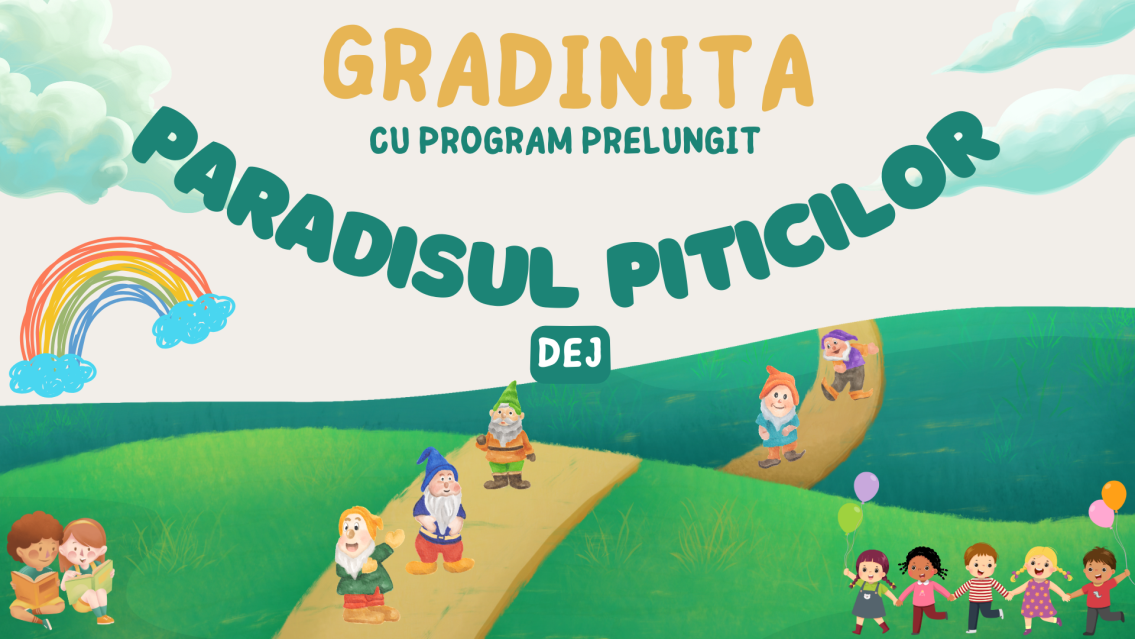 GRADINITA
CU PROGRAM PRELUNGIT
PARADISUL PITICILOR
DEJ